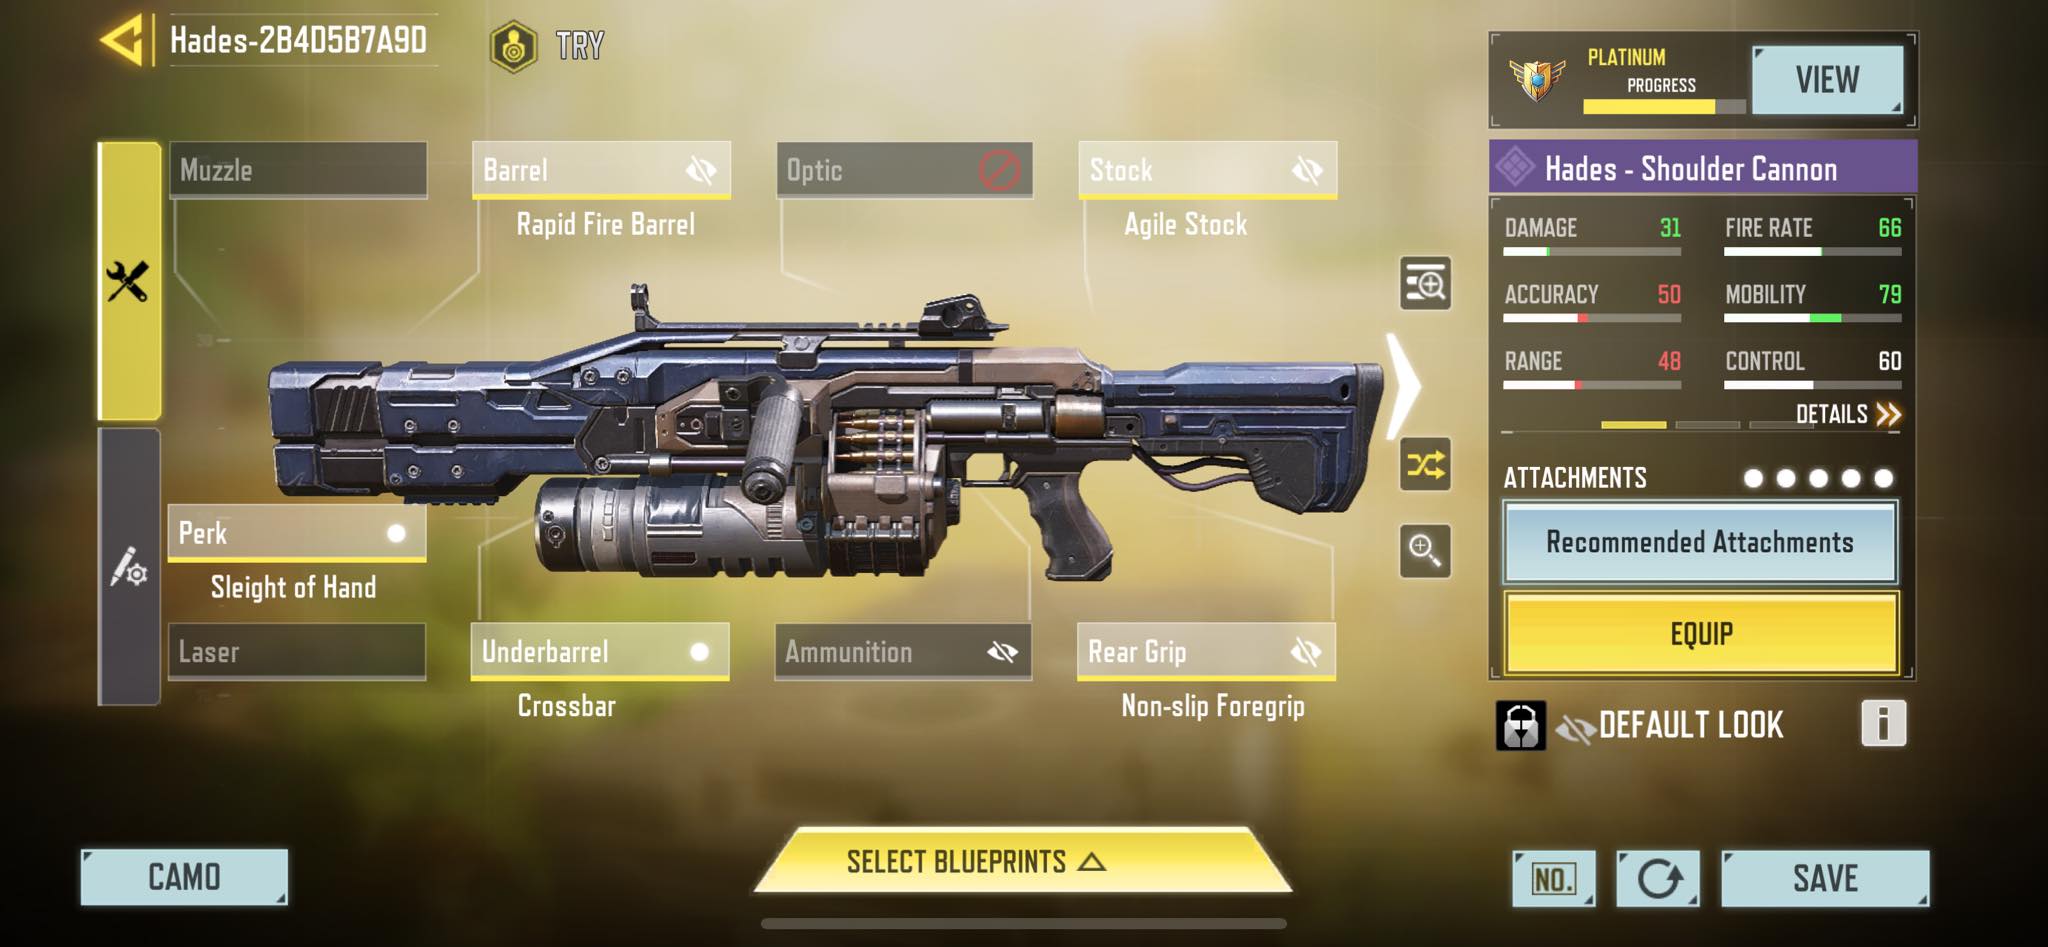 Hades-2B4D5B7A9D
TRY
PLATINUM
PROGRESS
VIEW
Muzzle
Barrel
Rapid Fire Barrel
Optic
Stock
Agile Stock
Hades - Shoulder Cannon
DAMAGE 31
FIRE RATE 66
ACCURACY 50
MOBILITY 79
RANGE 48
CONTROL 60
DETAILS
ATTACHMENTS
Recommended Attachments
EQUIP
Perk
Sleight of Hand
Laser
Underbarrel
Crossbar
Ammunition
Rear Grip
Non-slip Foregrip
DEFAULT LOOK
i
CAMO
SELECT BLUEPRINTS
NO.
SAVE